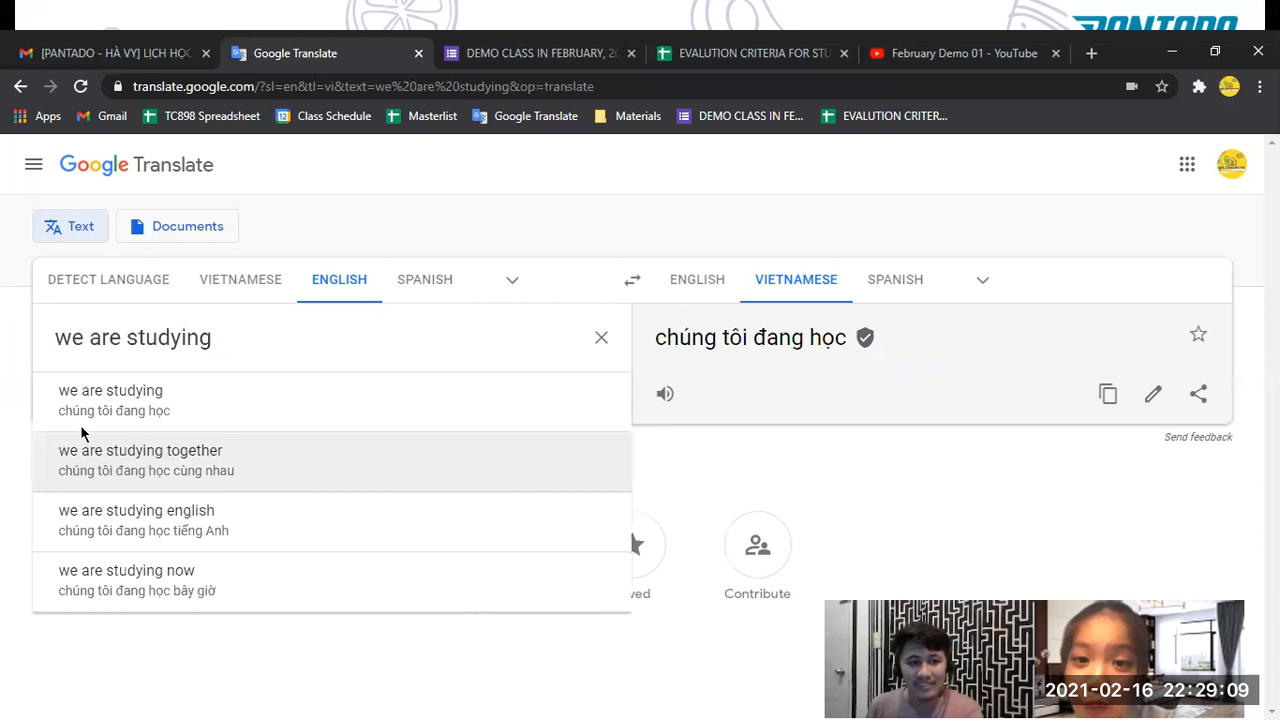 PANTADO
[PANTADO - HÀ VY] LỊCH HỌC
Google Translate
DEMO CLASS IN FEBRUARY, 20
EVALUTION CRITERIA FOR STU
February Demo 01 - YouTube
translate.google.com/?sl=en&tl=vi&text=we%20are%20studying&op=translate
Apps
Gmail
TC898 Spreadsheet
12
Class Schedule
Masterlist
Google Translate
Materials
DEMO CLASS IN FE...
EVALUTION CRITER...
Google Translate
Text
Documents
DETECT LANGUAGE
VIETNAMESE
ENGLISH
SPANISH
ENGLISH
VIETNAMESE
SPANISH
we are studying
chúng tôi đang học
we are studying
chúng tôi đang học
Send feedback
we are studying together
chúng tôi đang học cùng nhau
we are studying english
chúng tôi đang học tiếng Anh
we are studying now
chúng tôi đang học bây giờ
ved
Contribute
2021-02-16 22:29:09